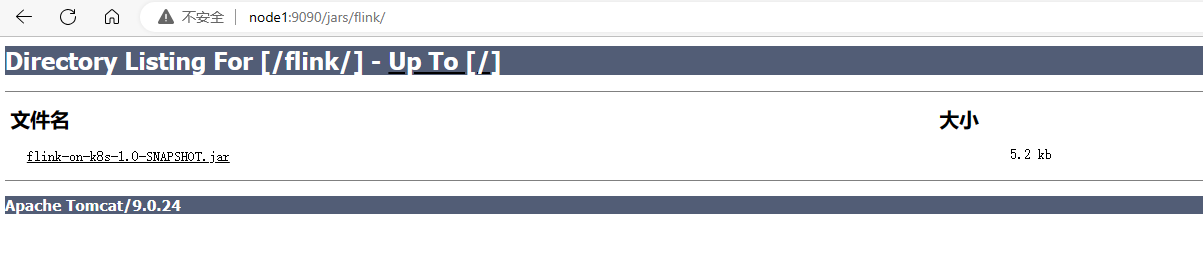 不安全 node1:9090/jars/flink/
Directory Listing For [/flink/] - Up To [/]
文件名 大小
flink-on-k8s-1.0-SNAPSHOT.jar 5.2 kb
Apache Tomcat/9.0.24